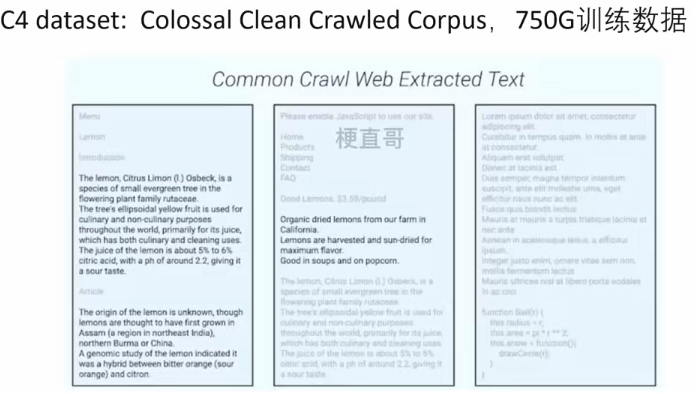 C4 dataset: Colossal Clean Crawled Corpus，750G训练数据
Common Crawl Web Extracted Text
Menu
Lemon
Introduction
The lemon, Citrus Limon (l.) Osbeck, is a
species of small evergreen tree in the
flowering plant family rutaceae.
The tree's ellipsoidal yellow fruit is used for
culinary and non-culinary purposes
throughout the world, primarily for its juice,
which has both culinary and cleaning uses.
The juice of the lemon is about 5% to 6%
citric acid, with a ph of around 2.2, giving it
a sour taste.
Article
The origin of the lemon is unknown, though
lemons are thought to have first grown in
Assam (a region in northeast India),
northern Burma or China.
A genomic study of the lemon indicated it
was a hybrid between bitter orange (sour
orange) and citron.
Please enable JavaScript to use our site.
Home
Products
Shipping
Contact
FAQ
梗直哥
Good Lemons, $3.59/pound
Organic dried lemons from our farm in
California.
Lemons are harvested and sun-dried for
maximum flavor.
Good in soups and on popcorn.
The lemon, Citrus Limon (l.) Osbeck, is a
species of small evergreen tree in the
flowering plant family rutaceae.
The tree's ellipsoidal yellow fruit is used for
culinary and non-culinary purposes
throughout the world, primarily for its juice,
which has both culinary and cleaning uses.
The juice of the lemon is about 5% to 6%
citric acid, with a ph of around 2.2, giving it
a sour taste.
Lorem ipsum dolor sit amet, consectetur
adipiscing elit.
Curabitur in tempus quam. In mollis et ante
at consectetur.
Aliquam erat volutpat.
Donec at lacinia est.
Duis semper, magna tempor interdum
suscipit, ante elit molestie urna, eget
efficitur risus nunc ac elit.
Fusce quis blandit lectus.
Mauris at mauris a turpis tristique lacinia at
nec ante.
Aenean in scelerisque tellus, a efficitur
ipsum.
Integer justo enim, ornare vitae sem non,
mollis fermentum lectus.
Mauris ultrices nisl at libero porta sodales
in ac orci.
function Ball(r) {
this.radius = r;
this.area = pi * r ** 2;
this.show = function(){
drawCircle(r);
}
}